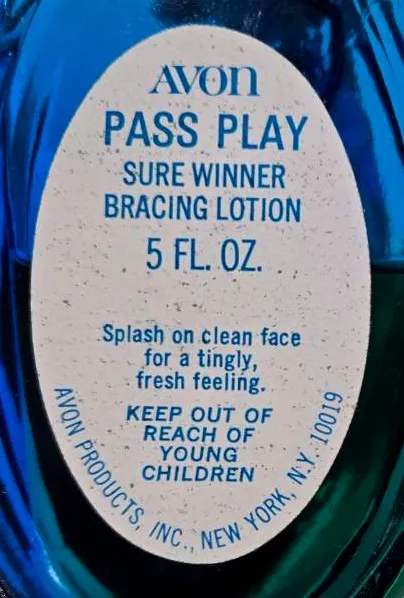 AVON
PASS PLAY
SURE WINNER
BRACING LOTION
5 FL. OZ.
Splash on clean face
for a tingly,
fresh feeling.
KEEP OUT OF
REACH OF
YOUNG
CHILDREN
AVON PRODUCTS, INC., NEW YORK, N.Y. 10019